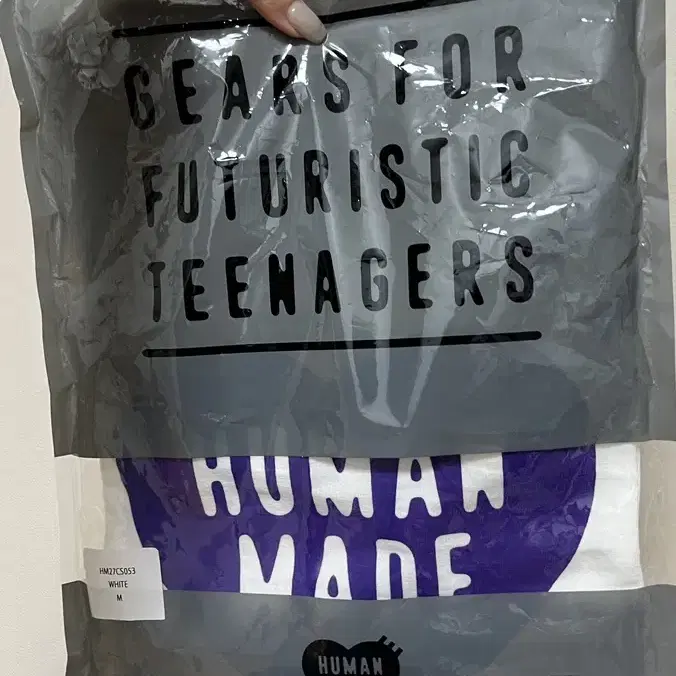 GEARS FOR
FUTURISTIC
TEENAGERS
HUMAN
MADE
HM27CS053
WHITE
M
HUMAN